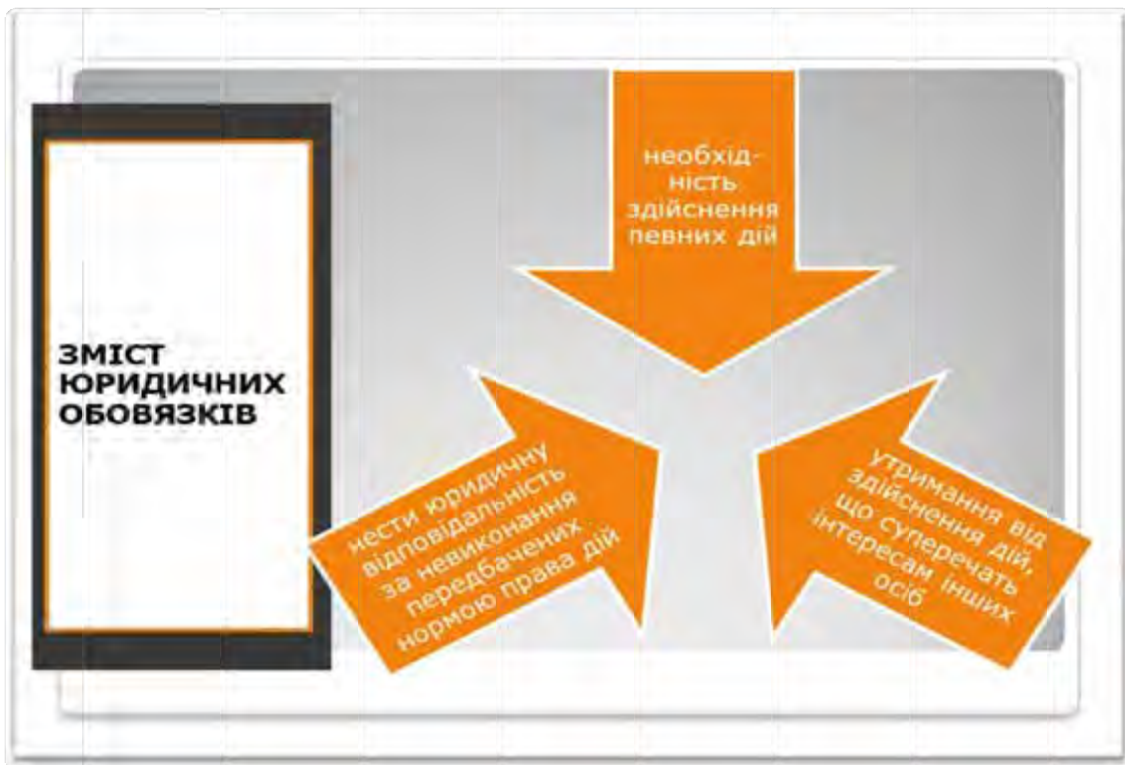 ЗМІСТ
ЮРИДИЧНИХ
ОБОВЯЗКІВ
необхід-
ність
здійснення
певних дій
нести юридичну
відповідальність
за невиконання
передбачених
нормою права дій
утримання від
здійснення дій,
що суперечать
інтересам інших
осіб